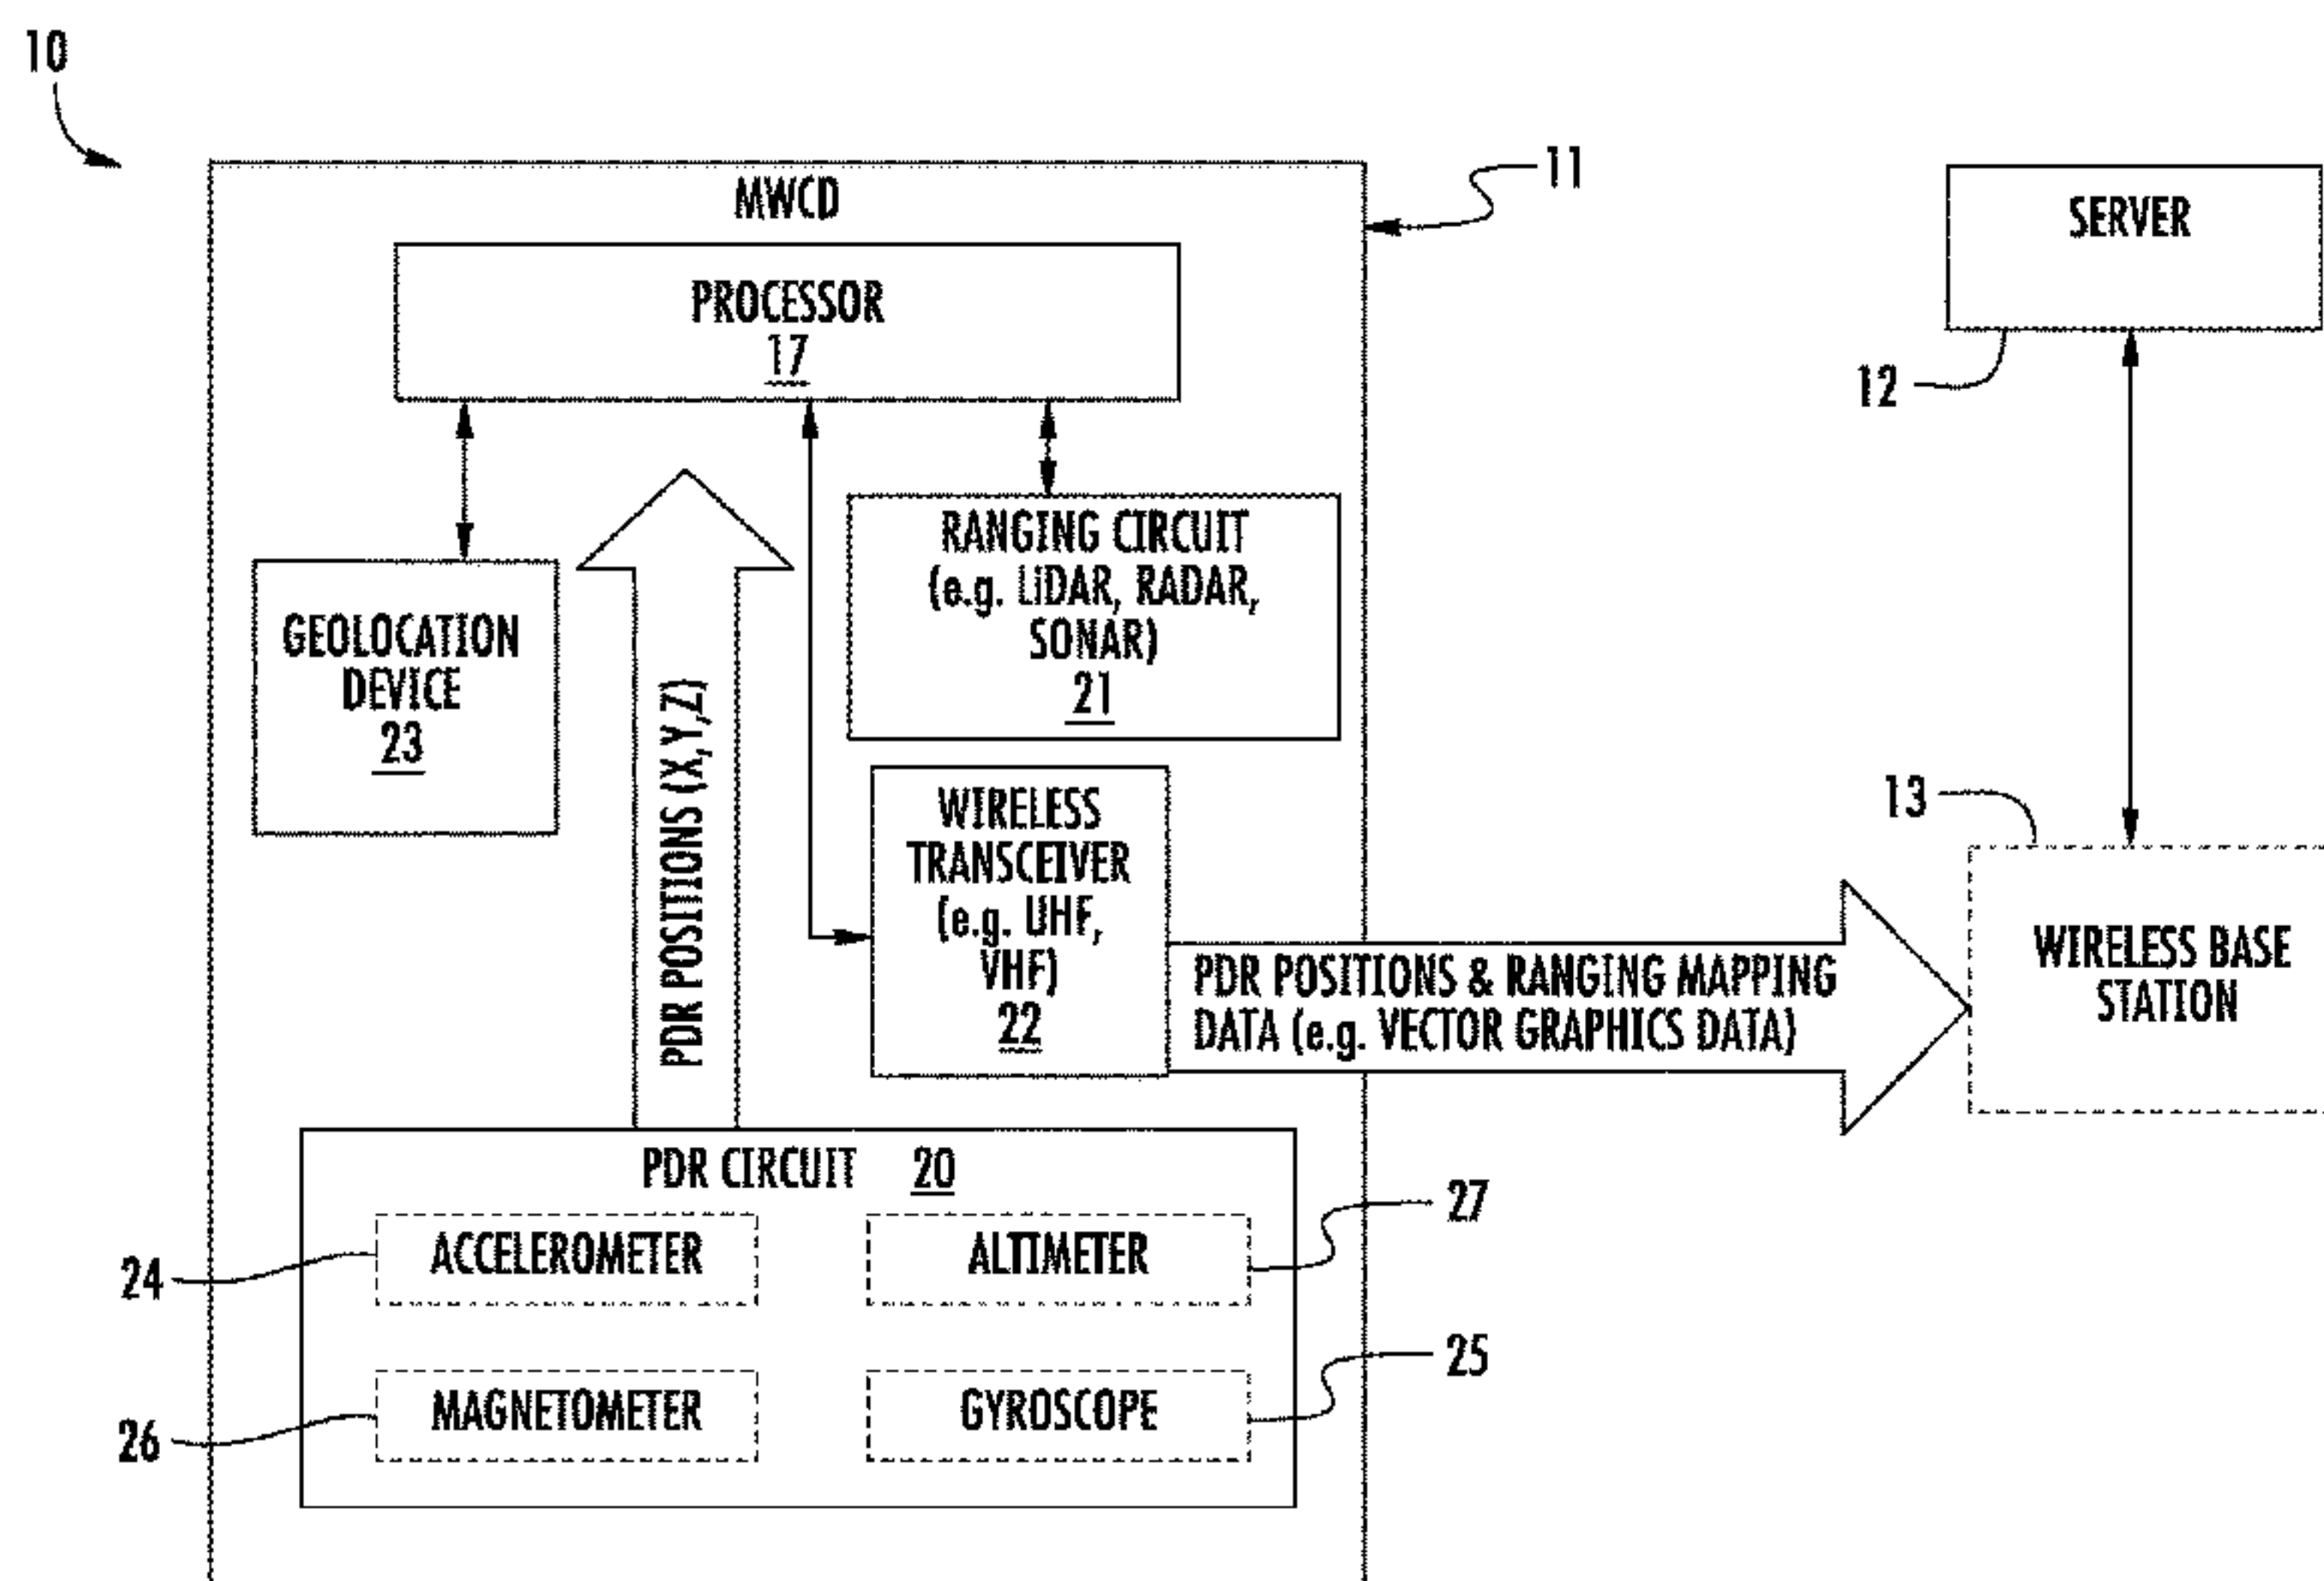 10
MWCD
11
PROCESSOR
17
SERVER
12
GEOLOCATION
DEVICE
23
PDR POSITIONS (X,Y,Z)
RANGING CIRCUIT
(e.g. LiDAR, RADAR,
SONAR)
21
WIRELESS
TRANSCEIVER
(e.g. UHF,
VHF)
22
PDR POSITIONS & RANGING MAPPING
DATA (e.g. VECTOR GRAPHICS DATA)
13
WIRELESS BASE
STATION
PDR CIRCUIT 20
24
ACCELEROMETER
ALTIMETER
27
26
MAGNETOMETER
GYROSCOPE
25